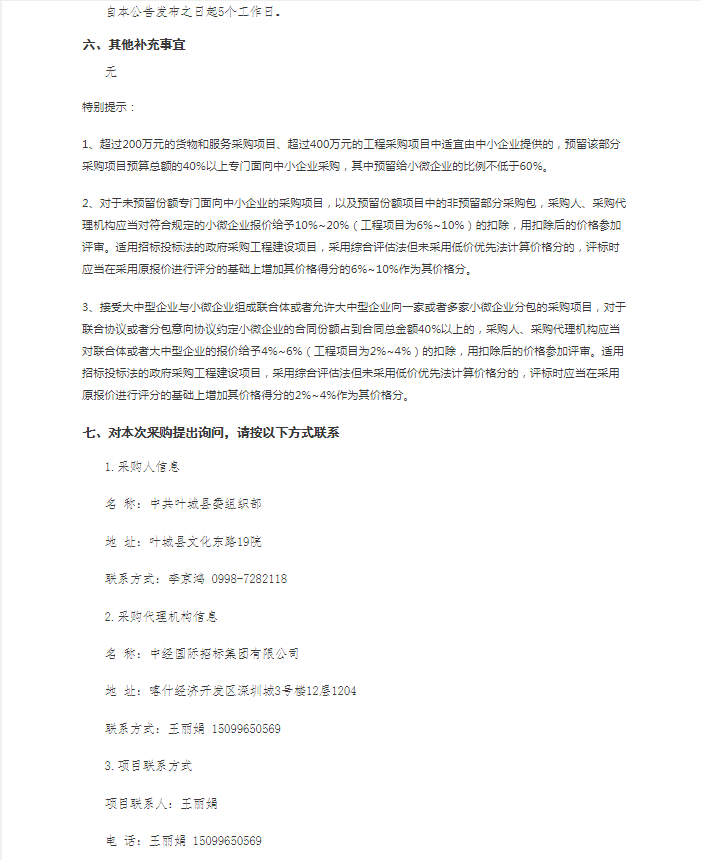 自本公告发布之日起5个工作日。
六、其他补充事宜
无
特别提示：
1、超过200万元的货物和服务采购项目、超过400万元的工程采购项目中适宜由中小企业提供的，预留该部分
采购项目预算总额的40%以上专门面向中小企业采购，其中预留给小微企业的比例不低于60%。
2、对于未预留份额专门面向中小企业的采购项目，以及预留份额项目中的非预留部分采购包，采购人、采购代
理机构应当对符合规定的小微企业报价给予10%~20%（工程项目为6%~10%）的扣除，用扣除后的价格参加
评审。适用招标投标法的政府采购工程建设项目，采用综合评估法但未采用低价优先法计算价格分的，评标时
应当在采用原报价进行评分的基础上增加其价格得分的6%~10%作为其价格分。
3、接受大中型企业与小微企业组成联合体或者允许大中型企业向一家或者多家小微企业分包的采购项目，对于
联合协议或者分包意向协议约定小微企业的合同份额占到合同总金额40%以上的，采购人、采购代理机构应当
对联合体或者大中型企业的报价给予4%~6%（工程项目为2%~4%）的扣除，用扣除后的价格参加评审。适用
招标投标法的政府采购工程建设项目，采用综合评估法但未采用低价优先法计算价格分的，评标时应当在采用
原报价进行评分的基础上增加其价格得分的2%~4%作为其价格分。
七、对本次采购提出询问，请按以下方式联系
1.采购人信息
名 称：中共叶城县委组织部
地 址：叶城县文化东路19院
联系方式：李京鸿 0998-7282118
2.采购代理机构信息
名 称：中经国际招标集团有限公司
地 址：喀什经济开发区深圳城3号楼12层1204
联系方式：王丽娟 15099650569
3.项目联系方式
项目联系人：王丽娟
电 话：王丽娟 15099650569